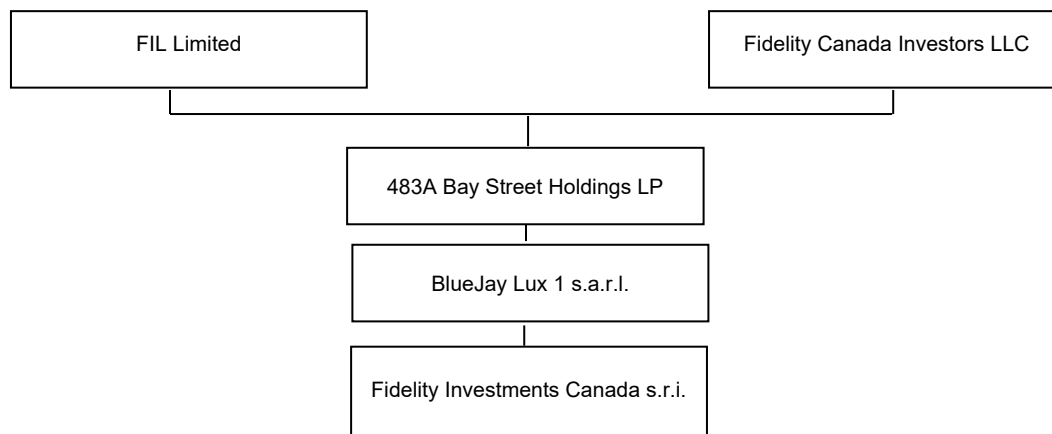 FIL Limited
Fidelity Canada Investors LLC
483A Bay Street Holdings LP
BlueJay Lux 1 s.a.r.l.
Fidelity Investments Canada s.r.i.